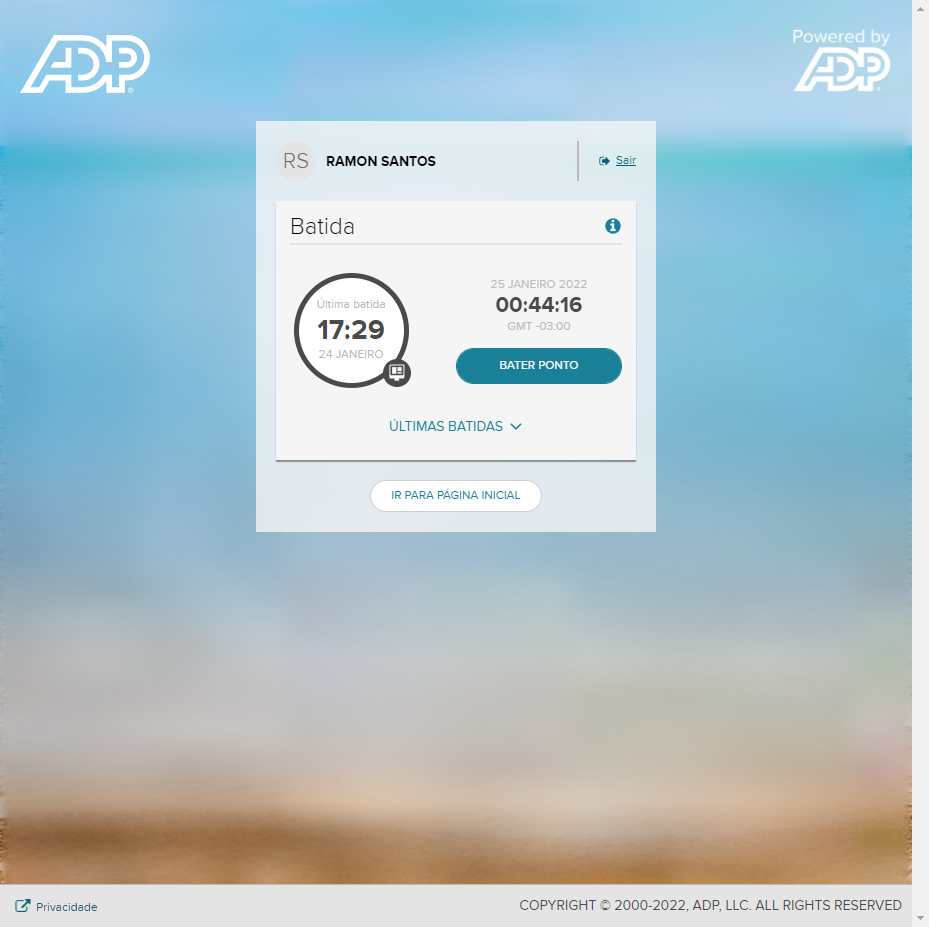 ADP
Powered by
ADP
RS RAMON SANTOS
Sair
Batida
Última batida
17:29
24 JANEIRO
25 JANEIRO 2022
00:44:16
GMT -03:00
BATER PONTO
ÚLTIMAS BATIDAS
IR PARA PÁGINA INICIAL
Privacidade
COPYRIGHT © 2000-2022, ADP, LLC. ALL RIGHTS RESERVED